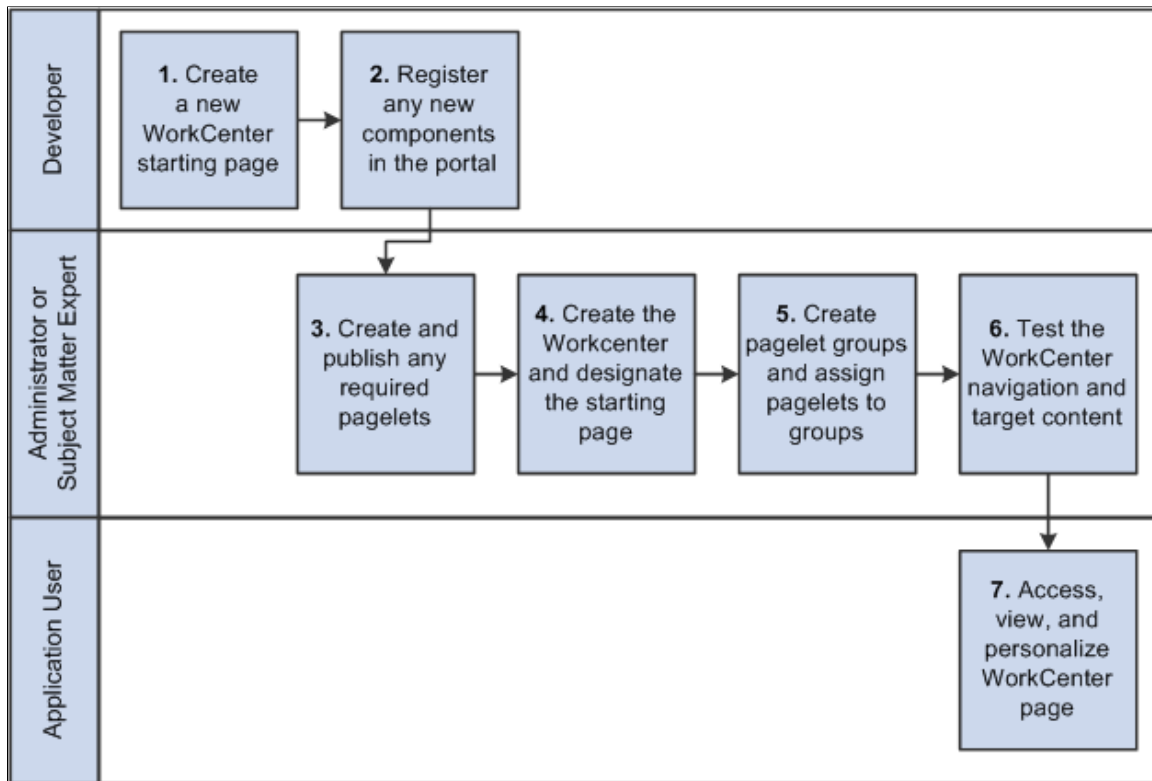 Developer
1. Create
a new
WorkCenter
starting page
2. Register
any new
components
in the portal
Administrator or
Subject Matter Expert
3. Create and
publish any
required
pagelets
4. Create the
Workcenter
and designate
the starting
page
5. Create
pagelet groups
and assign
pagelets to
groups
6. Test the
WorkCenter
navigation and
target content
Application User
7. Access,
view, and
personalize
WorkCenter
page